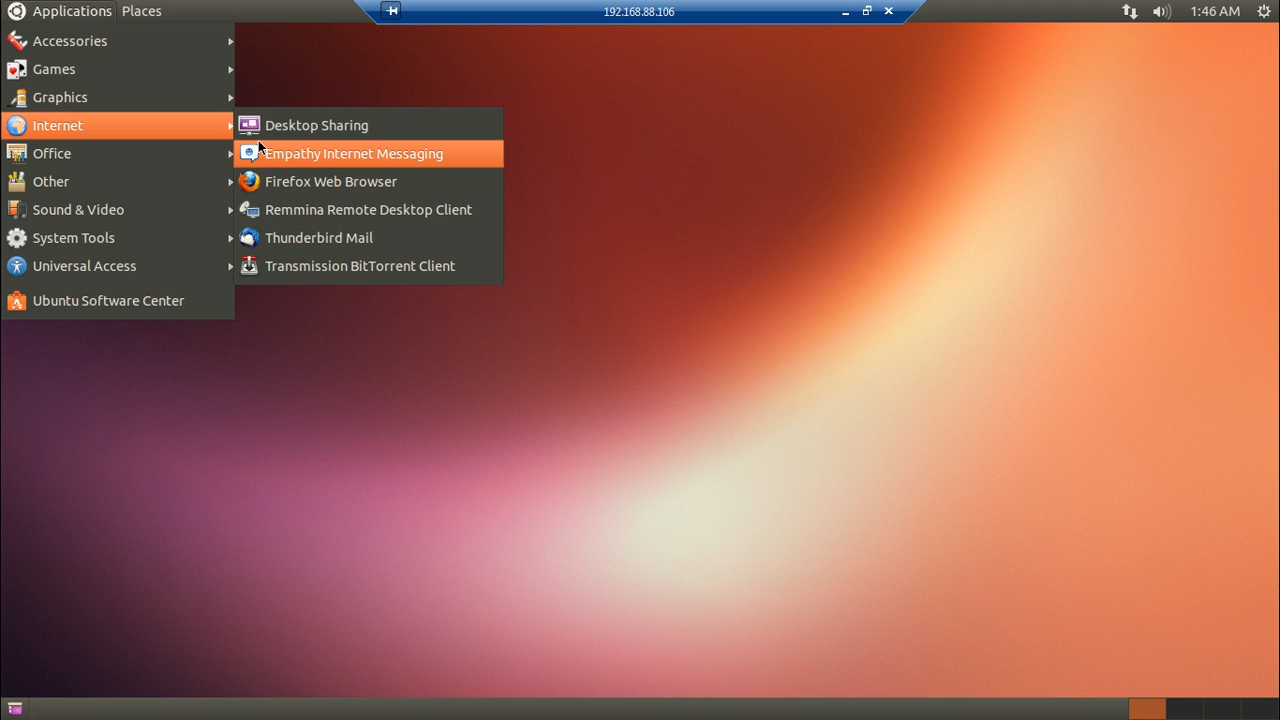 Applications Places 192.168.88.106 1:46 AM
Accessories
Games
Graphics
Internet
Office
Other
Sound & Video
System Tools
Universal Access
Ubuntu Software Center
Desktop Sharing
Empathy Internet Messaging
Firefox Web Browser
Remmina Remote Desktop Client
Thunderbird Mail
Transmission BitTorrent Client